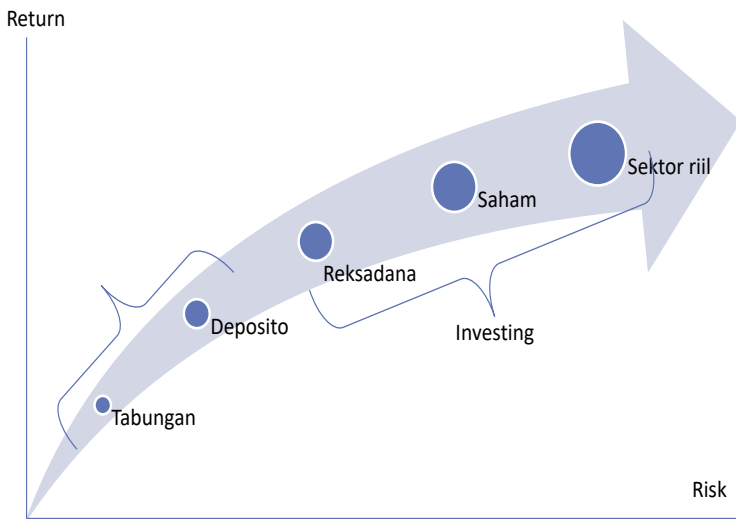 Return
Sektor riil
Saham
Reksadana
Deposito
Investing
Tabungan
Risk